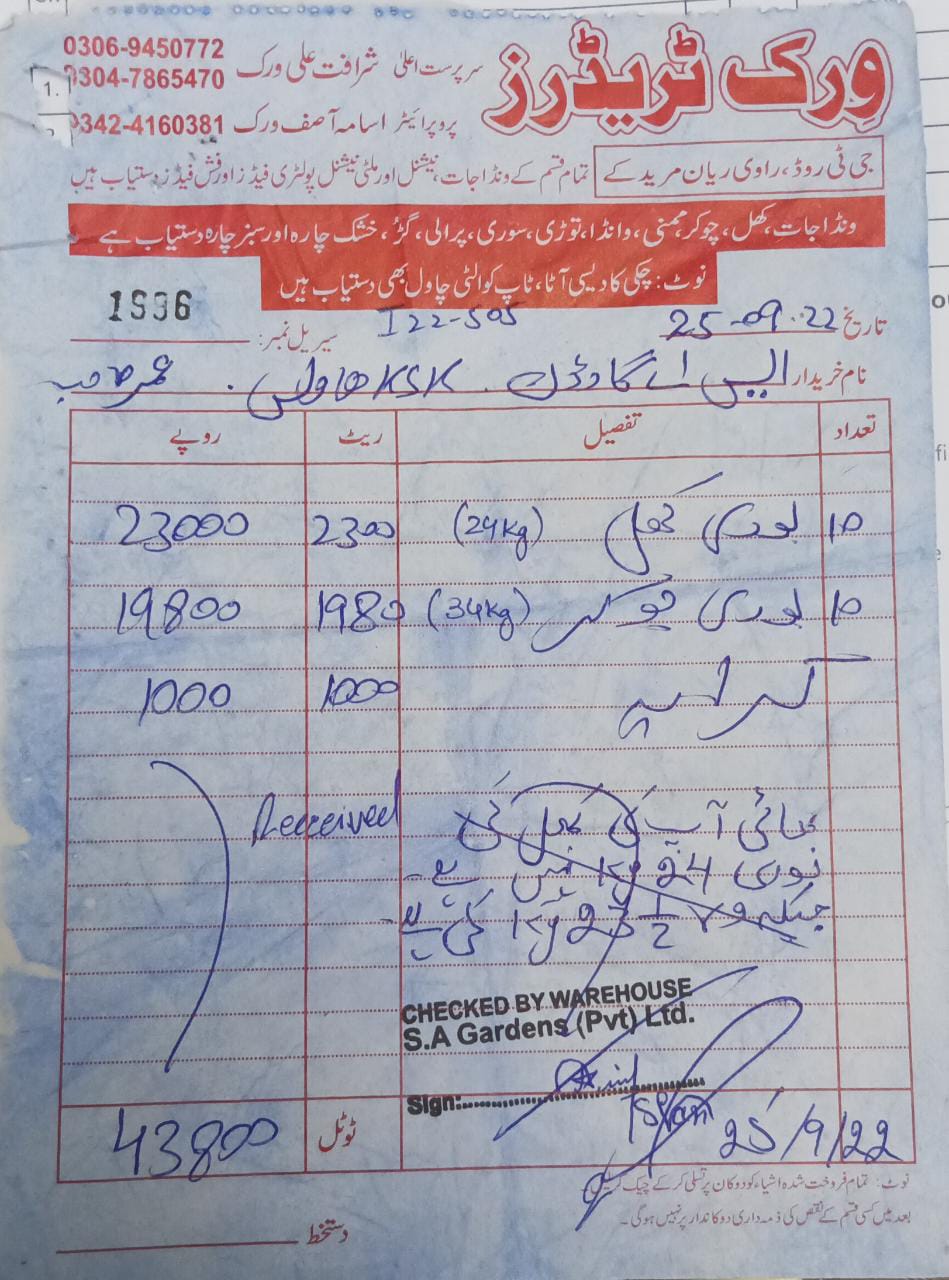 ورک ٹریڈرز
سرپرست اعلیٰ شرافت علی ورک 0306-9450772
0304-7865470
پروپرائیٹر اسامہ آصف ورک 0342-4160381
جی ٹی روڈ، راوی ریان مرید کے
تمام قسم کے ونڈا جات، نیشنل اور ملٹی نیشنل پولٹری فیڈز اور فش فیڈز دستیاب ہیں
ونڈا جات، کھل، چوکر، ممنی، وانڈا، توڑی، سوری، پرالی، گڑ، خشک چارہ اور سبز چارہ دستیاب ہے
نوٹ: چکی کا دیسی آٹا، ٹاپ کوالٹی چاول بھی دستیاب ہیں
تاریخ 25-09-22 I22-505 سیریل نمبر: 1996
نام خریدار ایس اے گارڈن KSK ہاؤس . عمر صاحب
تعداد تفصیل ریٹ روپے
10 بوری کھل (24kg) 2300 23000
10 بوری چوکر (34kg) 1980 19800
کرایہ 1000 1000
Received
بھائی آپ کی کھل کی
بوری 24 kg نہیں ہے-
جبکہ 23 1/2 kg کی ہے-
CHECKED BY WAREHOUSE
S.A Gardens (Pvt) Ltd.
Sign:
25/9/22
ٹوٹل 43800
نوٹ: تمام فروخت شدہ اشیاء کو دوکان پر تسلی کر کے چیک کرلیں
بعد میں کسی قسم کے نقص کی ذمہ داری دوکاندار پر نہیں ہوگی۔
دستخط